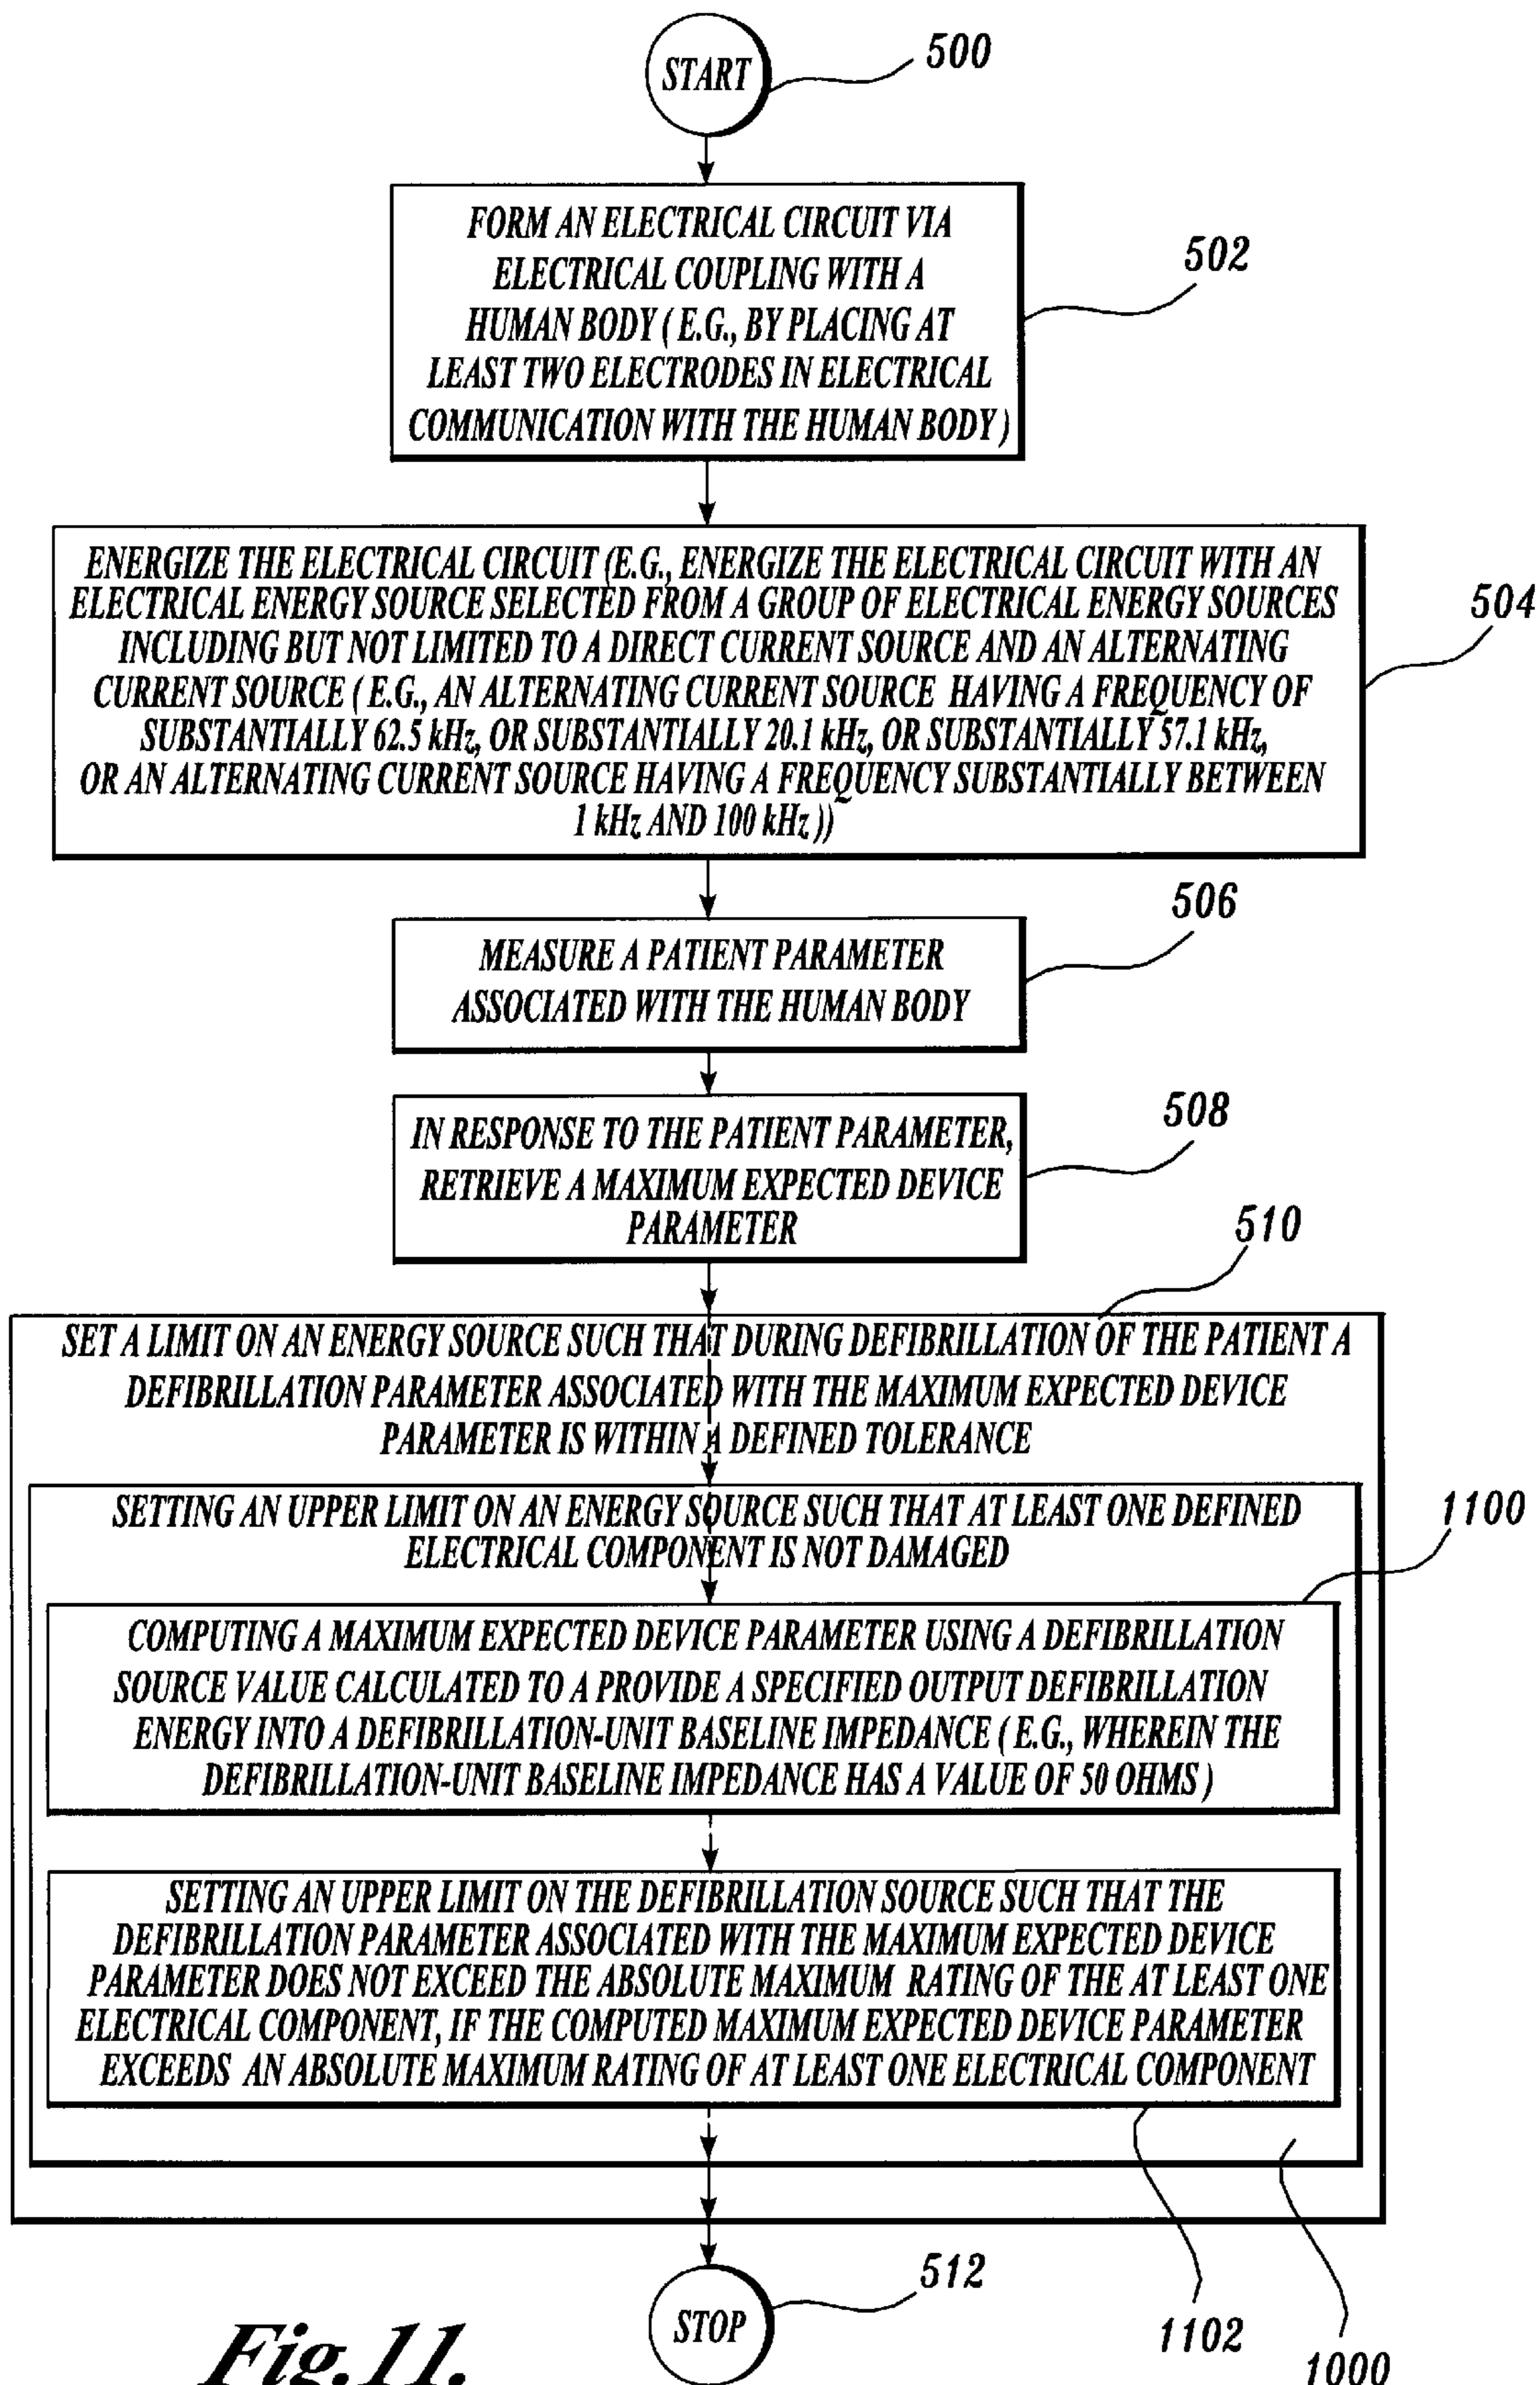 START
500
FORM AN ELECTRICAL CIRCUIT VIA
ELECTRICAL COUPLING WITH A
HUMAN BODY ( E.G., BY PLACING AT
LEAST TWO ELECTRODES IN ELECTRICAL
COMMUNICATION WITH THE HUMAN BODY )
502
ENERGIZE THE ELECTRICAL CIRCUIT (E.G., ENERGIZE THE ELECTRICAL CIRCUIT WITH AN
ELECTRICAL ENERGY SOURCE SELECTED FROM A GROUP OF ELECTRICAL ENERGY SOURCES
INCLUDING BUT NOT LIMITED TO A DIRECT CURRENT SOURCE AND AN ALTERNATING
CURRENT SOURCE ( E.G., AN ALTERNATING CURRENT SOURCE HAVING A FREQUENCY OF
SUBSTANTIALLY 62.5 kHz, OR SUBSTANTIALLY 20.1 kHz, OR SUBSTANTIALLY 57.1 kHz,
OR AN ALTERNATING CURRENT SOURCE HAVING A FREQUENCY SUBSTANTIALLY BETWEEN
1 kHz AND 100 kHz ))
504
MEASURE A PATIENT PARAMETER
ASSOCIATED WITH THE HUMAN BODY
506
IN RESPONSE TO THE PATIENT PARAMETER,
RETRIEVE A MAXIMUM EXPECTED DEVICE
PARAMETER
508
510
SET A LIMIT ON AN ENERGY SOURCE SUCH THAT DURING DEFIBRILLATION OF THE PATIENT A
DEFIBRILLATION PARAMETER ASSOCIATED WITH THE MAXIMUM EXPECTED DEVICE
PARAMETER IS WITHIN A DEFINED TOLERANCE
SETTING AN UPPER LIMIT ON AN ENERGY SOURCE SUCH THAT AT LEAST ONE DEFINED
ELECTRICAL COMPONENT IS NOT DAMAGED
1100
COMPUTING A MAXIMUM EXPECTED DEVICE PARAMETER USING A DEFIBRILLATION
SOURCE VALUE CALCULATED TO A PROVIDE A SPECIFIED OUTPUT DEFIBRILLATION
ENERGY INTO A DEFIBRILLATION-UNIT BASELINE IMPEDANCE ( E.G., WHEREIN THE
DEFIBRILLATION-UNIT BASELINE IMPEDANCE HAS A VALUE OF 50 OHMS )
SETTING AN UPPER LIMIT ON THE DEFIBRILLATION SOURCE SUCH THAT THE
DEFIBRILLATION PARAMETER ASSOCIATED WITH THE MAXIMUM EXPECTED DEVICE
PARAMETER DOES NOT EXCEED THE ABSOLUTE MAXIMUM RATING OF THE AT LEAST ONE
ELECTRICAL COMPONENT, IF THE COMPUTED MAXIMUM EXPECTED DEVICE PARAMETER
EXCEEDS AN ABSOLUTE MAXIMUM RATING OF AT LEAST ONE ELECTRICAL COMPONENT
STOP
512
1102
1000
Fig.11.